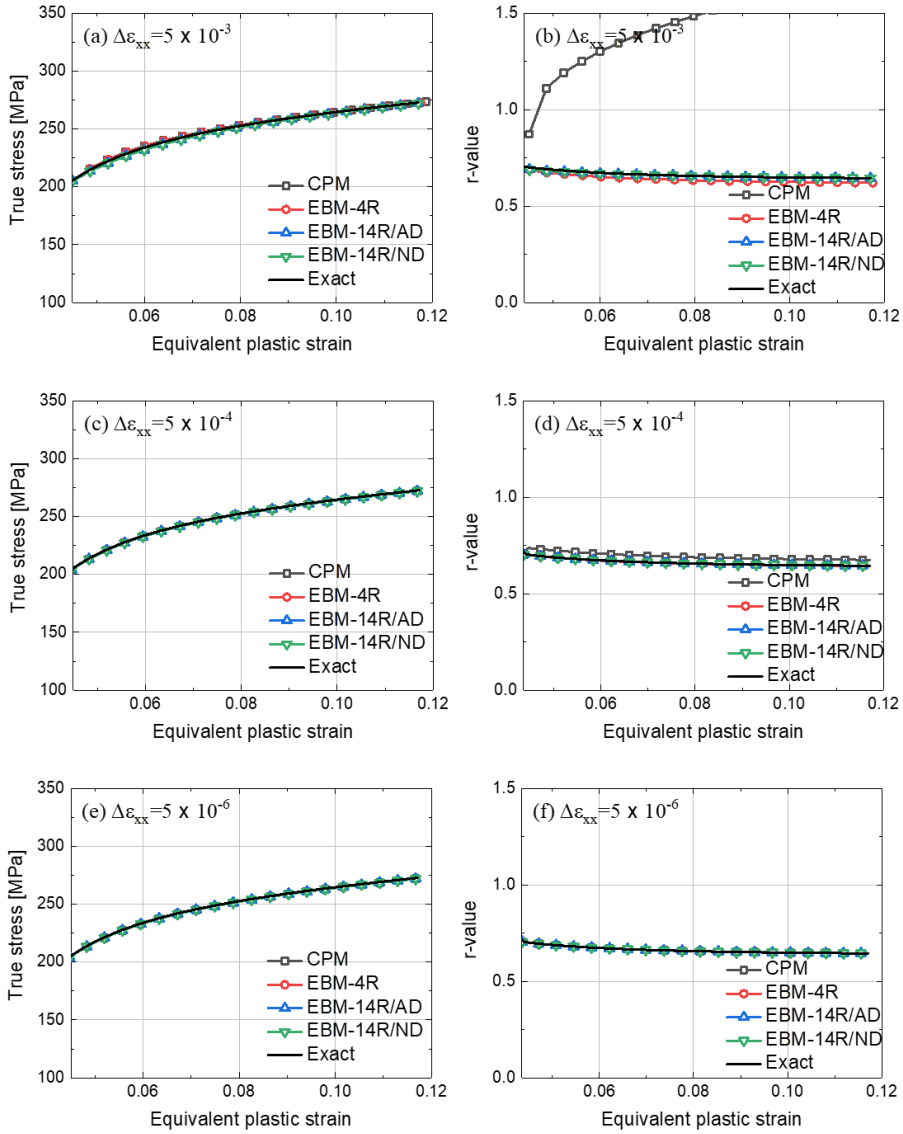 (a) Δε_xx=5 x 10^-3
True stress [MPa]
350
300
250
200
150
100
CPM
EBM-4R
EBM-14R/AD
EBM-14R/ND
Exact
0.06
0.08
0.10
0.12
Equivalent plastic strain
(b) Δε_xx=5 x 10^-3
r-value
1.5
1.0
0.5
0.0
CPM
EBM-4R
EBM-14R/AD
EBM-14R/ND
Exact
0.06
0.08
0.10
0.12
Equivalent plastic strain
(c) Δε_xx=5 x 10^-4
True stress [MPa]
350
300
250
200
150
100
CPM
EBM-4R
EBM-14R/AD
EBM-14R/ND
Exact
0.06
0.08
0.10
0.12
Equivalent plastic strain
(d) Δε_xx=5 x 10^-4
r-value
1.5
1.0
0.5
0.0
CPM
EBM-4R
EBM-14R/AD
EBM-14R/ND
Exact
0.06
0.08
0.10
0.12
Equivalent plastic strain
(e) Δε_xx=5 x 10^-6
True stress [MPa]
350
300
250
200
150
100
CPM
EBM-4R
EBM-14R/AD
EBM-14R/ND
Exact
0.06
0.08
0.10
0.12
Equivalent plastic strain
(f) Δε_xx=5 x 10^-6
r-value
1.5
1.0
0.5
0.0
CPM
EBM-4R
EBM-14R/AD
EBM-14R/ND
Exact
0.06
0.08
0.10
0.12
Equivalent plastic strain